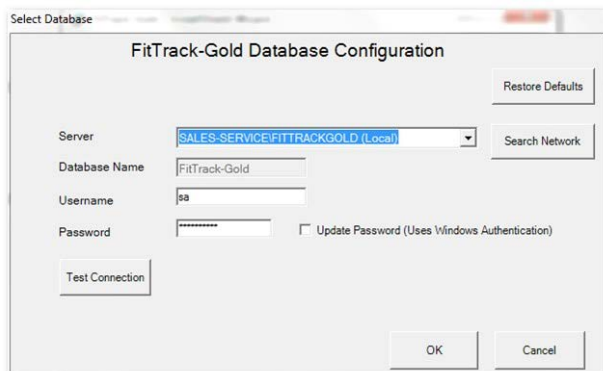 Select Database
FitTrack-Gold Database Configuration
Restore Defaults
Server
SALES-SERVICE\FITTRACKGOLD (Local)
Search Network
Database Name
FitTrack-Gold
Username
sa
Password
**********
Update Password (Uses Windows Authentication)
Test Connection
OK
Cancel